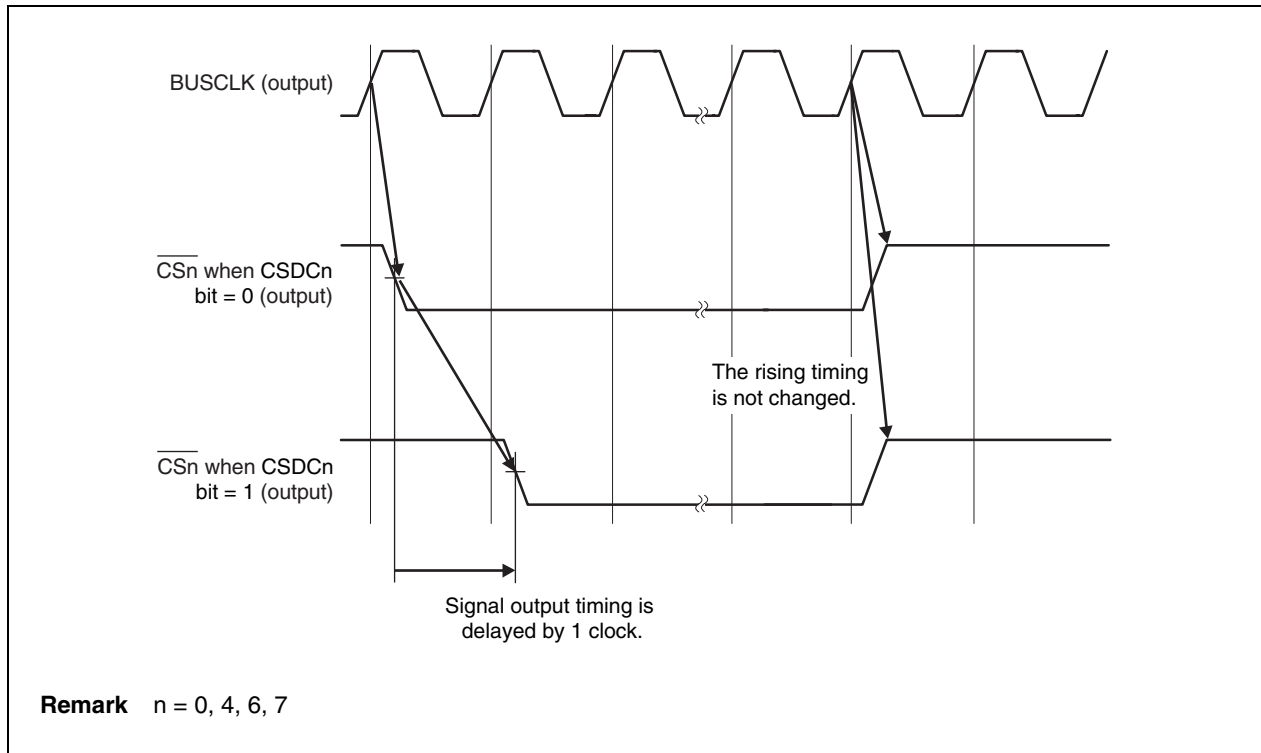 BUSCLK (output)
CSn when CSDCn
bit = 0 (output)
The rising timing
is not changed.
CSn when CSDCn
bit = 1 (output)
Signal output timing is
delayed by 1 clock.
Remark n = 0, 4, 6, 7